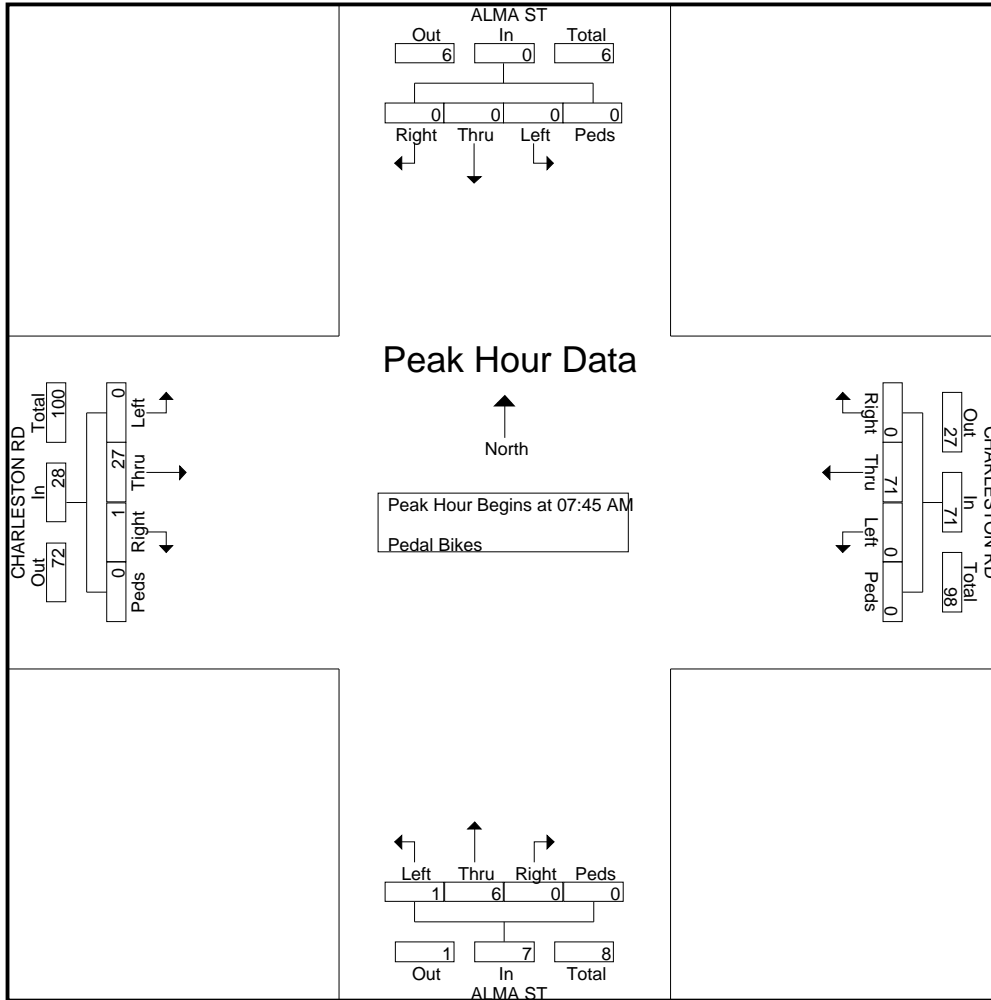 ALMA ST
Out In Total
6 0 6
0 0 0 0
Right Thru Left Peds
Peak Hour Data
North
Peak Hour Begins at 07:45 AM
Pedal Bikes
CHARLESTON RD
Total In Out
100 28 72
0 27 1 0
Left Thru Right Peds
Right Thru Left Peds
0 71 0 0
27 71 98
Out In Total
CHARLESTON RD
Left Thru Right Peds
1 6 0 0
1 7 8
Out In Total
ALMA ST